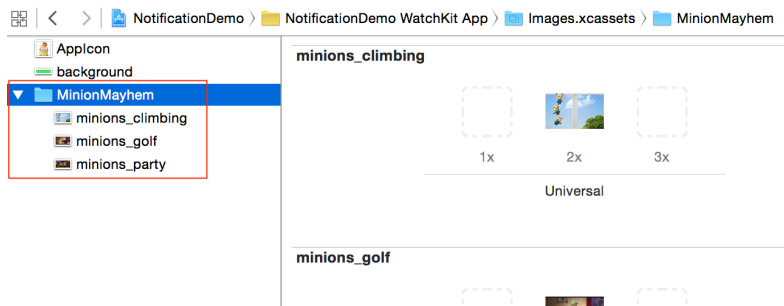 NotificationDemo NotificationDemo WatchKit App Images.xcassets MinionMayhem
AppIcon
background
MinionMayhem
minions_climbing
minions_golf
minions_party
minions_climbing
1x 2x 3x
Universal
minions_golf